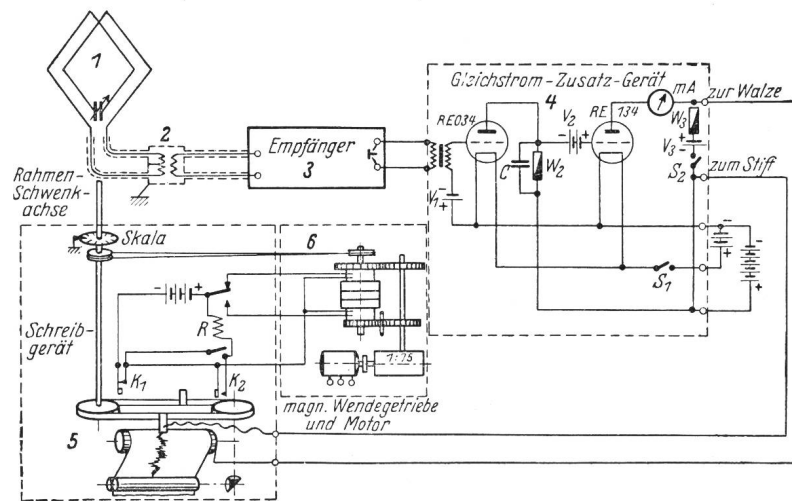 1
2
Rahmen-
Schwenk-
achse
Empfänger
3
T
Gleichstrom-Zusatz-Gerät
4
RE034
V2
- +
RE 134
mA
zur Walze
W3
V3
- +
S2
zum Stift
C
W2
V1
+ -
S1
-
+
-
+
Skala
6
- +
R
Schreib-
gerät
K1
K2
1:75
magn. Wendegetriebe
und Motor
5